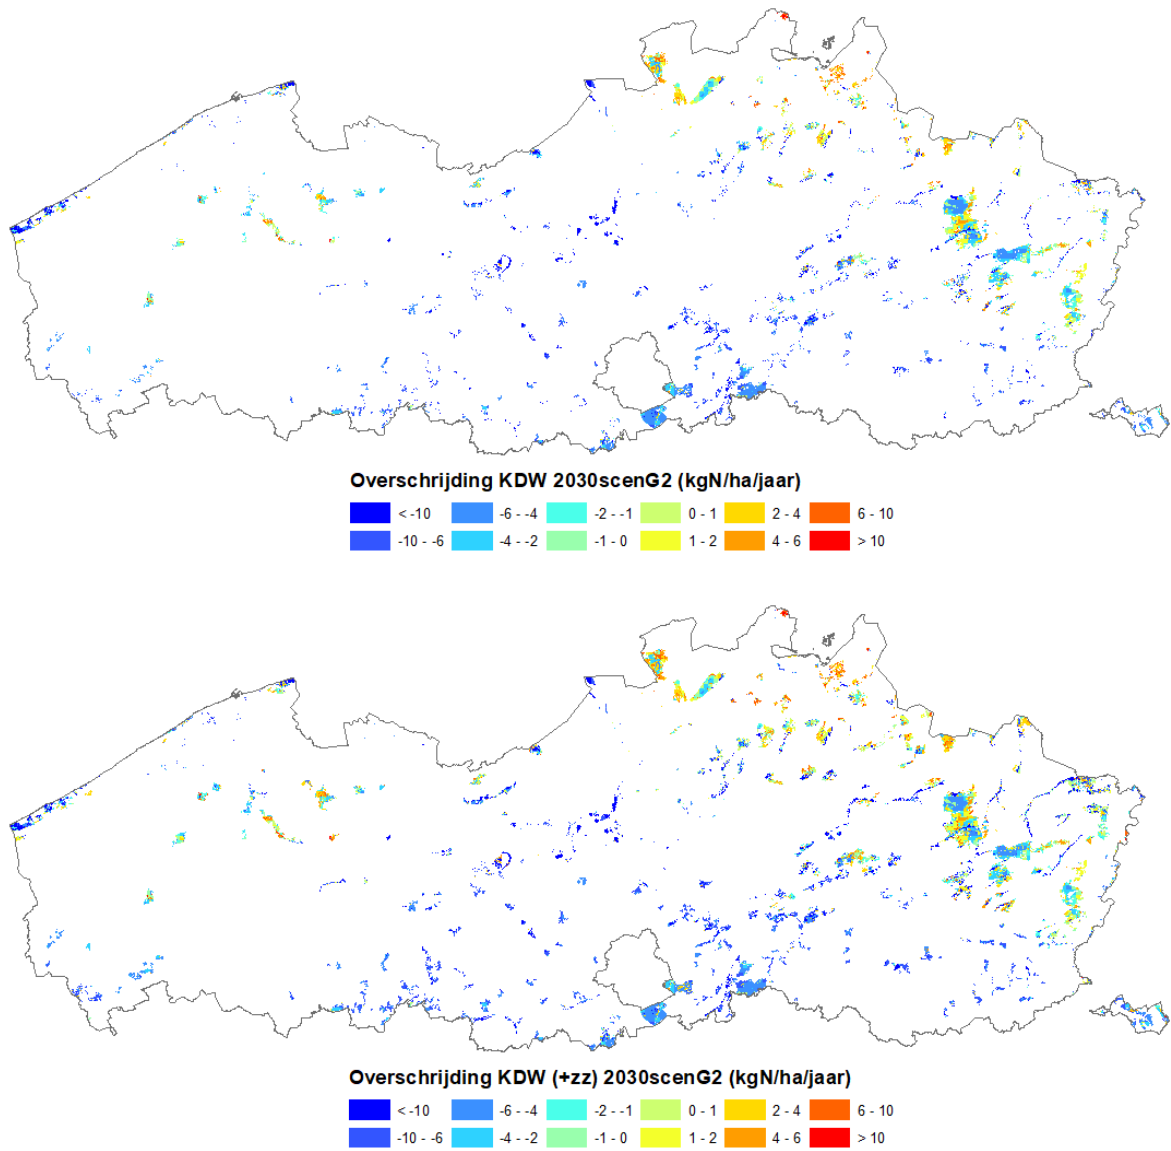 Overschrijding KDW 2030scenG2 (kgN/ha/jaar)
< -10 -6 - -4 -2 - -1 0 - 1 2 - 4 6 - 10
-10 - -6 -4 - -2 -1 - 0 1 - 2 4 - 6 > 10
Overschrijding KDW (+zz) 2030scenG2 (kgN/ha/jaar)
< -10 -6 - -4 -2 - -1 0 - 1 2 - 4 6 - 10
-10 - -6 -4 - -2 -1 - 0 1 - 2 4 - 6 > 10